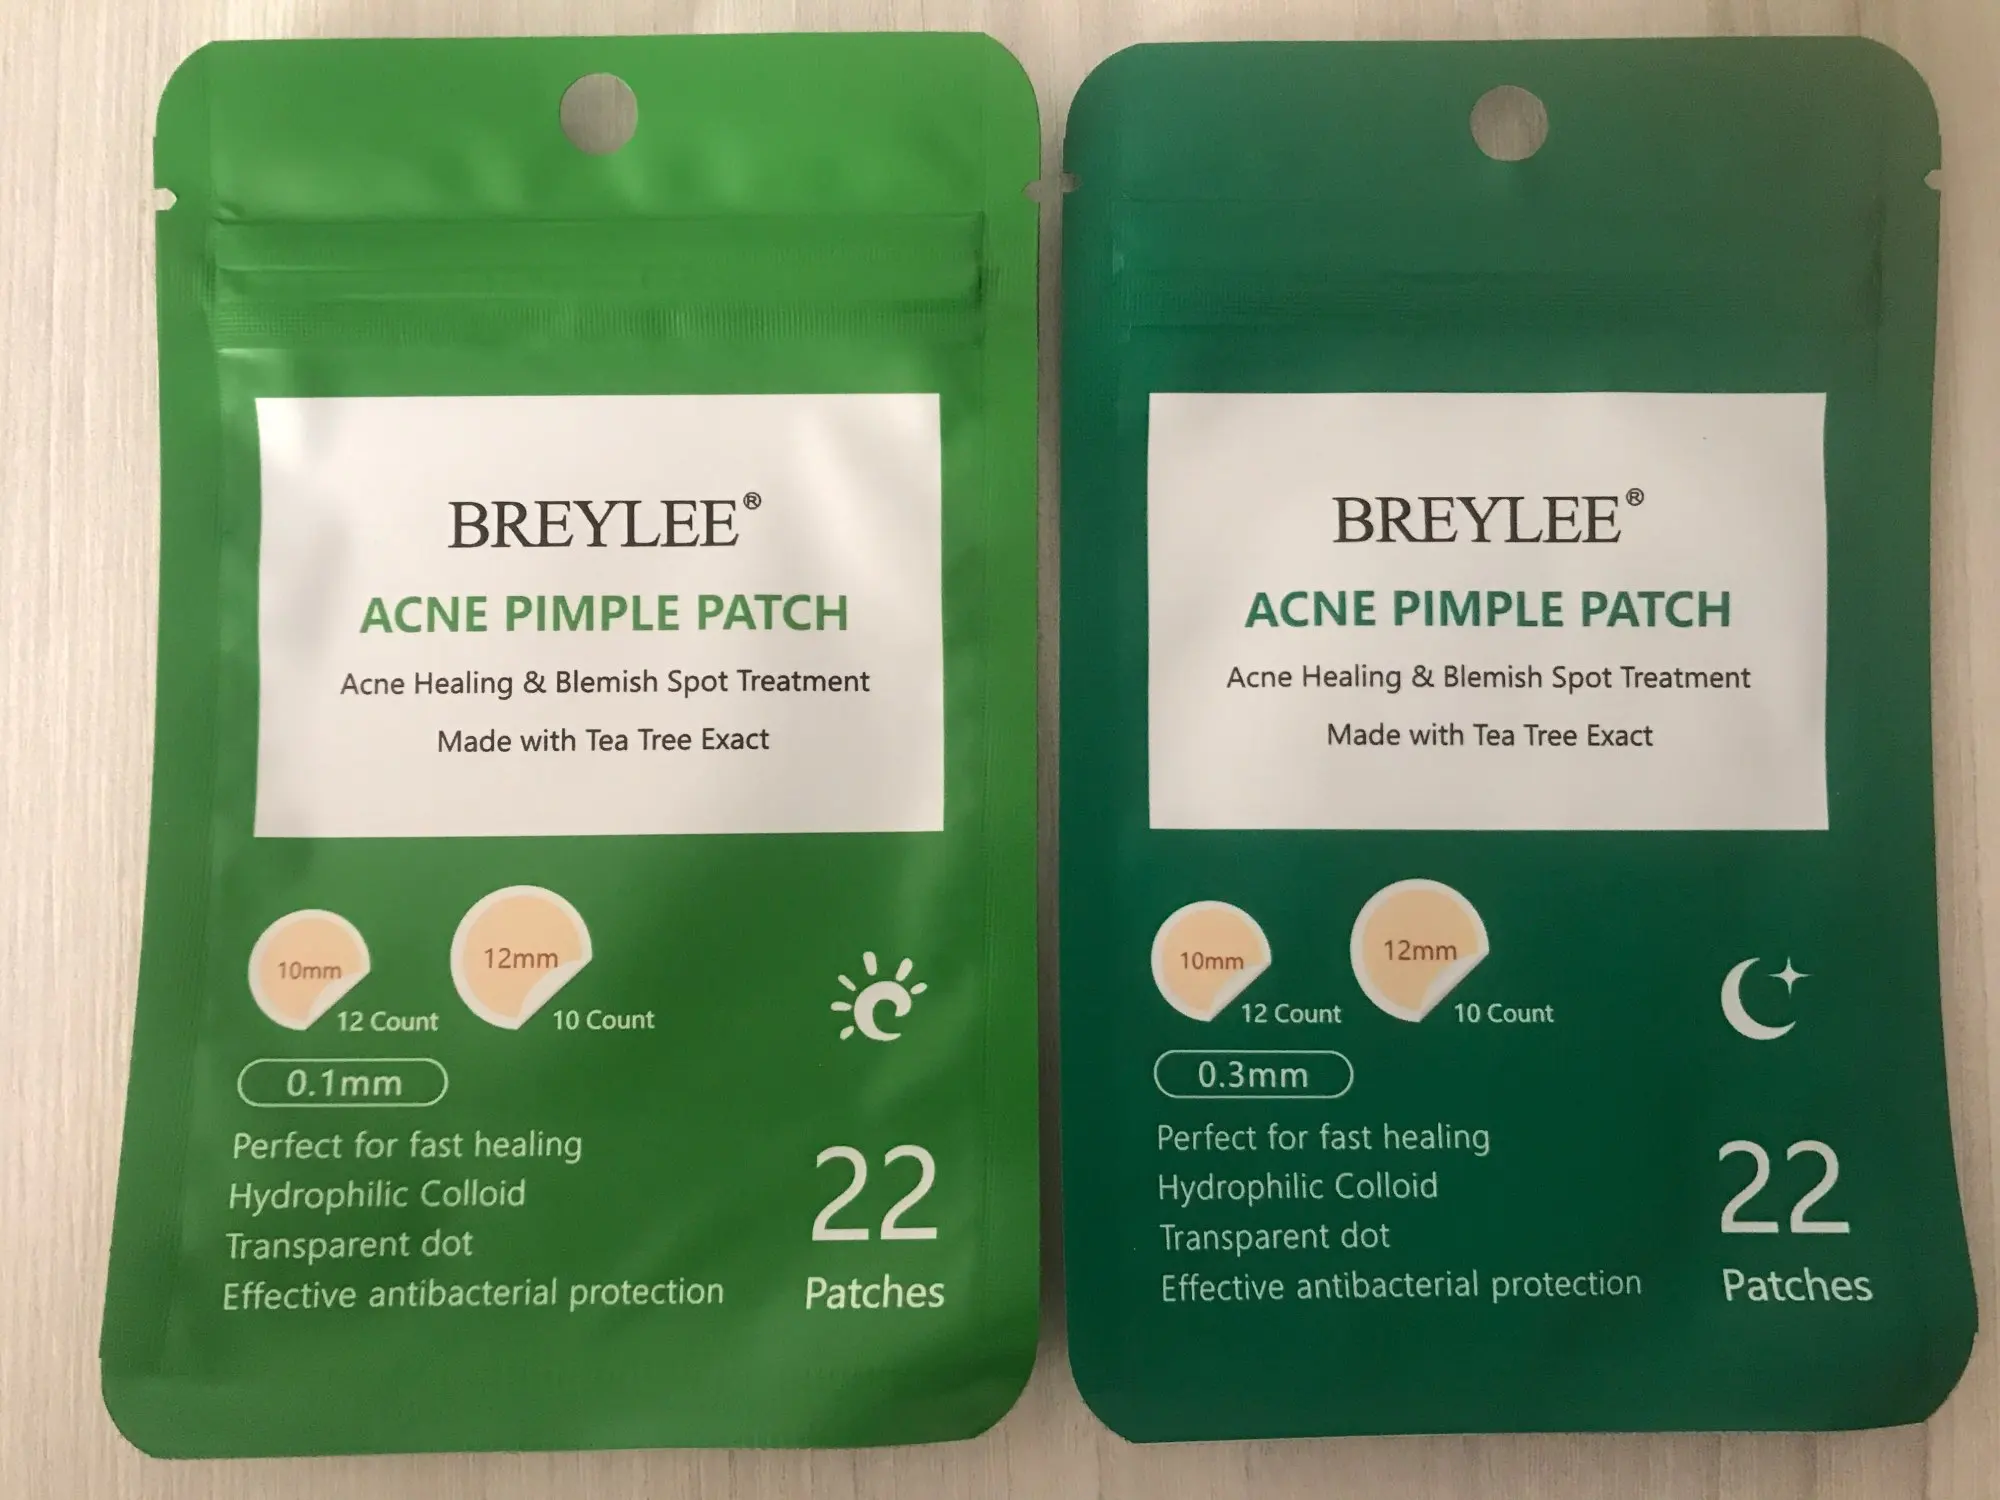 BREYLEE®
ACNE PIMPLE PATCH
Acne Healing & Blemish Spot Treatment
Made with Tea Tree Exact
10mm
12 Count
12mm
10 Count
0.1mm
Perfect for fast healing
Hydrophilic Colloid
Transparent dot
Effective antibacterial protection
22
Patches
BREYLEE®
ACNE PIMPLE PATCH
Acne Healing & Blemish Spot Treatment
Made with Tea Tree Exact
10mm
12 Count
12mm
10 Count
0.3mm
Perfect for fast healing
Hydrophilic Colloid
Transparent dot
Effective antibacterial protection
22
Patches